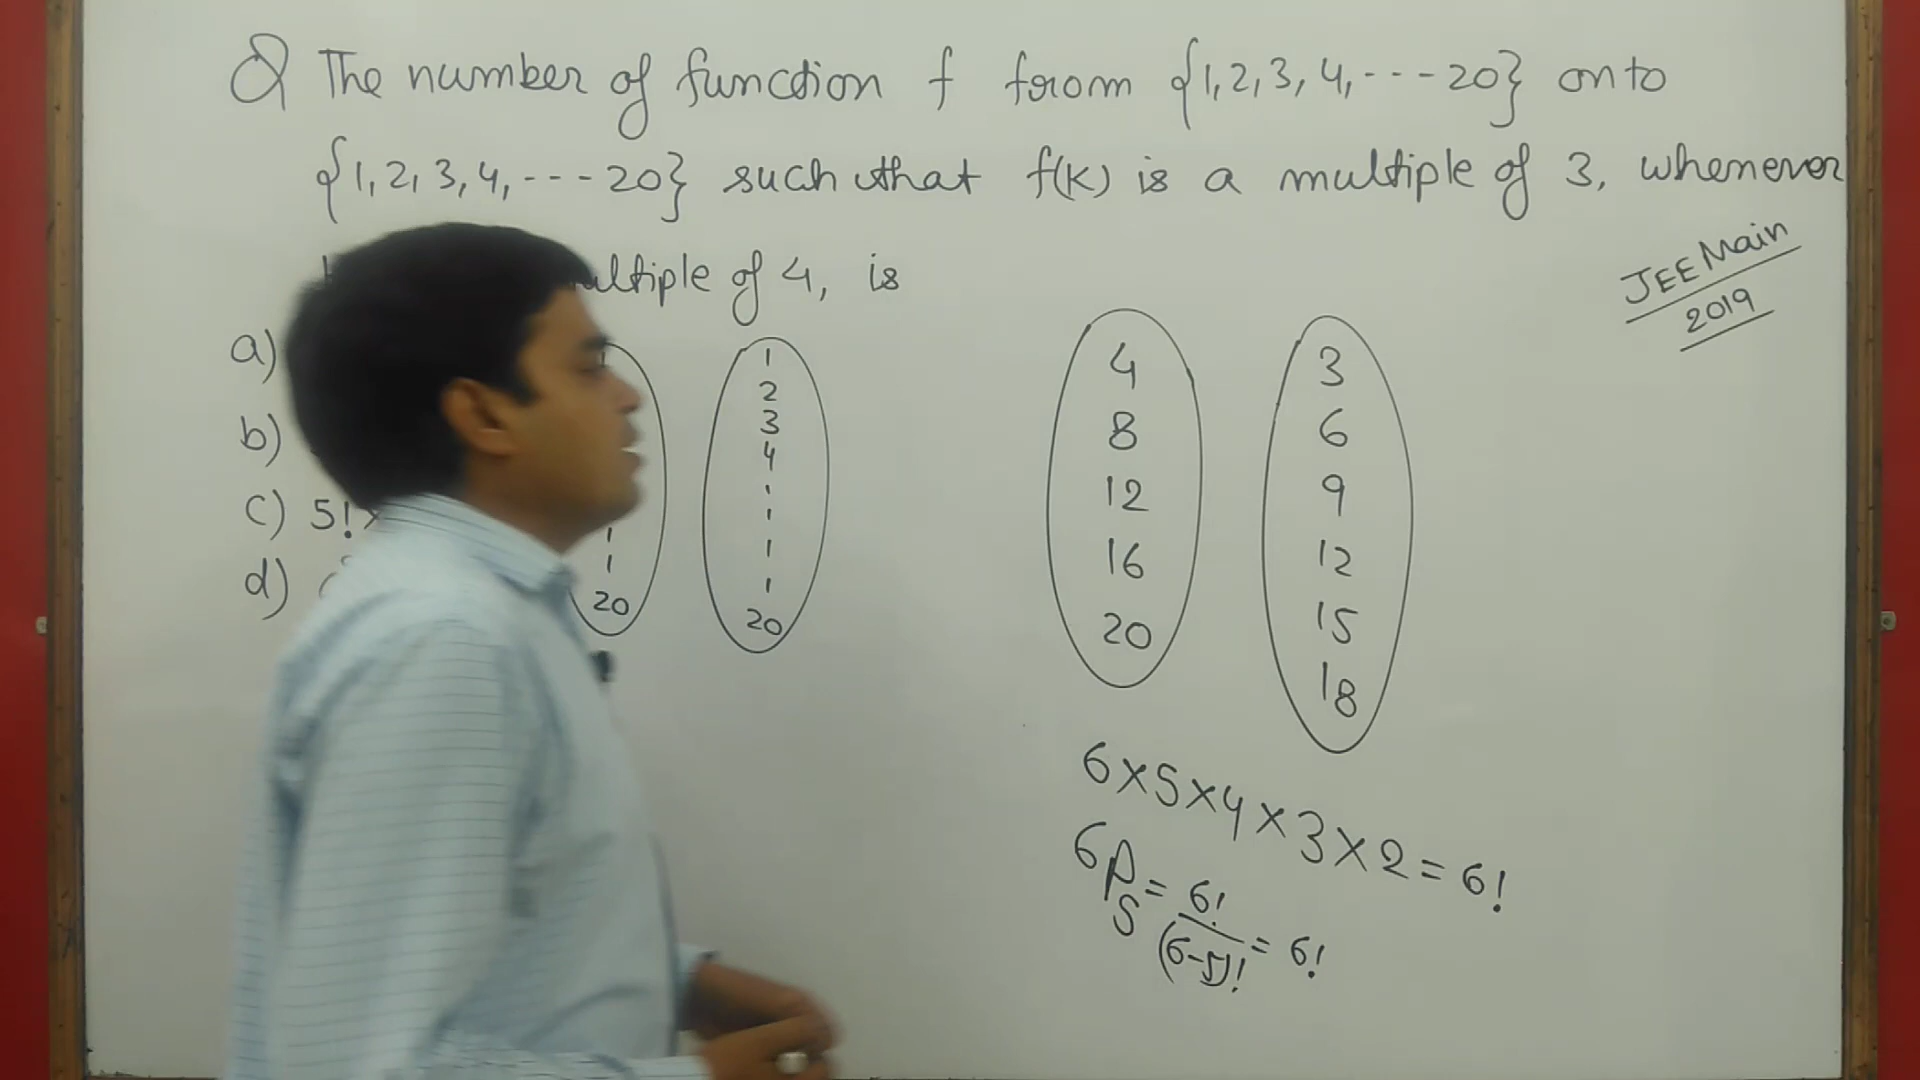 Q The number of function f from {1, 2, 3, 4, --- 20} onto
{1, 2, 3, 4, --- 20} such that f(K) is a multiple of 3, whenever
of 4, is
JEE Main
2019
a)
b)
c) 5! ×
d)
20
1
2
3
4
20
4
8
12
16
20
3
6
9
12
15
18
6×5×4×3×2 = 6!
6P5 = 6!/(6-5)! = 6!